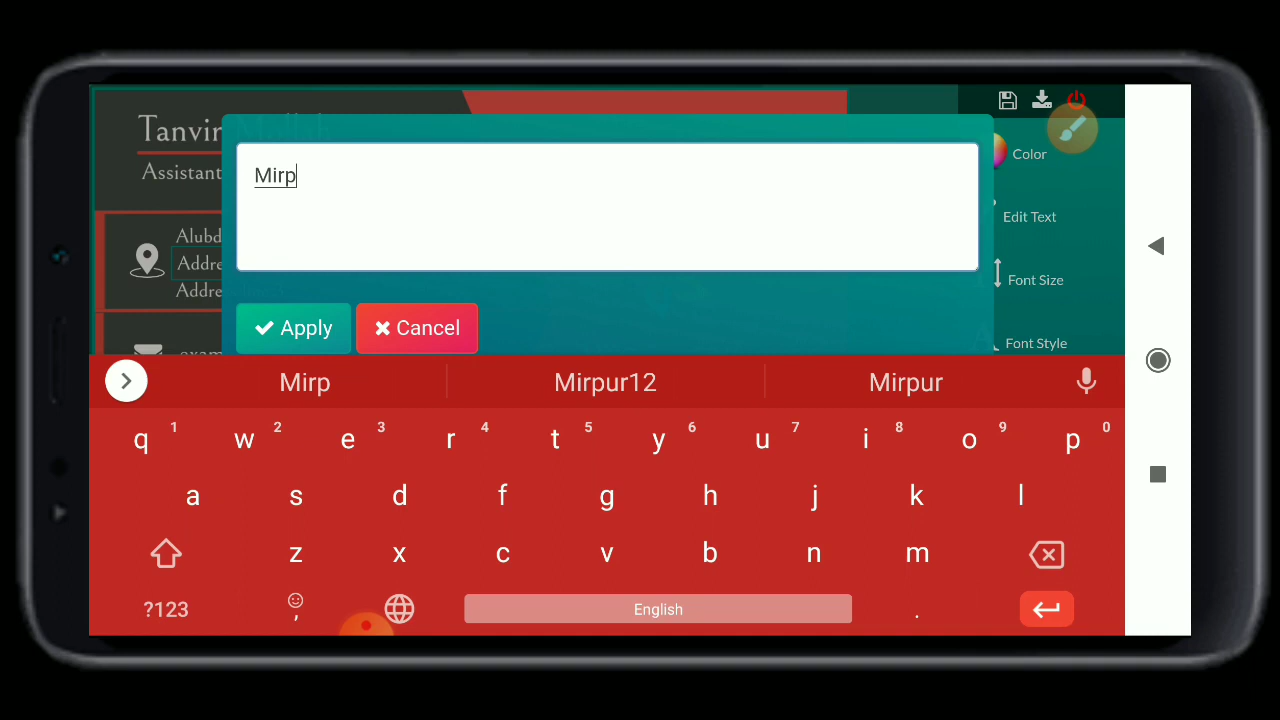 Tanvir
Assistant
Alubd
Addre
Addre
Mirp
Apply
Cancel
Color
Edit Text
Font Size
Font Style
Mirp Mirpur12 Mirpur
q 1 w 2 e 3 r 4 t 5 y 6 u 7 i 8 o 9 p 0
a s d f g h j k l
z x c v b n m
?123 , English .